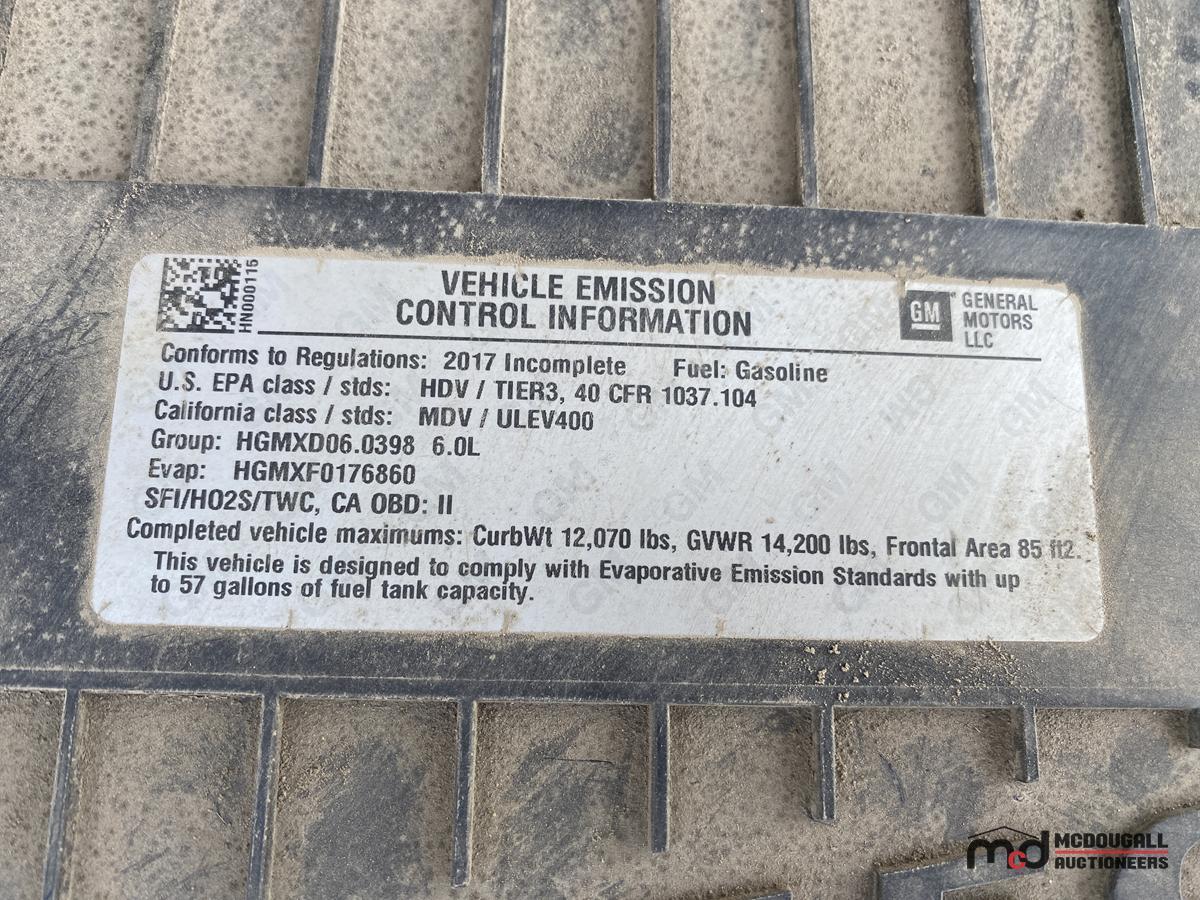 HN000115
VEHICLE EMISSION
CONTROL INFORMATION
GM
GENERAL
MOTORS
LLC
Conforms to Regulations: 2017 Incomplete Fuel: Gasoline
U.S. EPA class / stds: HDV / TIER3, 40 CFR 1037.104
California class / stds: MDV / ULEV400
Group: HGMXD06.0398 6.0L
Evap: HGMXF0176860
SFI/HO2S/TWC, CA OBD: II
Completed vehicle maximums: CurbWt 12,070 lbs, GVWR 14,200 lbs, Frontal Area 85 ft2.
This vehicle is designed to comply with Evaporative Emission Standards with up
to 57 gallons of fuel tank capacity.
mcd MCDOUGALL
AUCTIONEERS